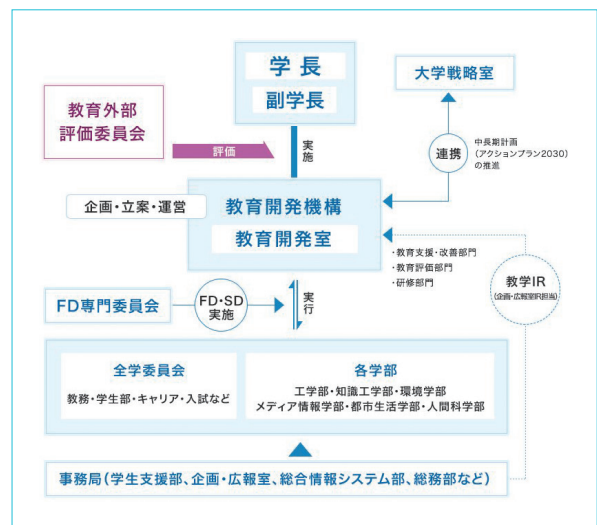 学長
副学長
大学戦略室
教育外部
評価委員会
評価
実施
連携
中長期計画
(アクションプラン2030)
の推進
企画・立案・運営
教育開発機構
教育開発室
・教育支援・改善部門
・教育評価部門
・研修部門
教学IR
(企画・広報室IR担当)
FD専門委員会
FD・SD
実施
実行
全学委員会
教務・学生部・キャリア・入試など
各学部
工学部・知識工学部・環境学部
メディア情報学部・都市生活学部・人間科学部
事務局(学生支援部、企画・広報室、総合情報システム部、総務部など)